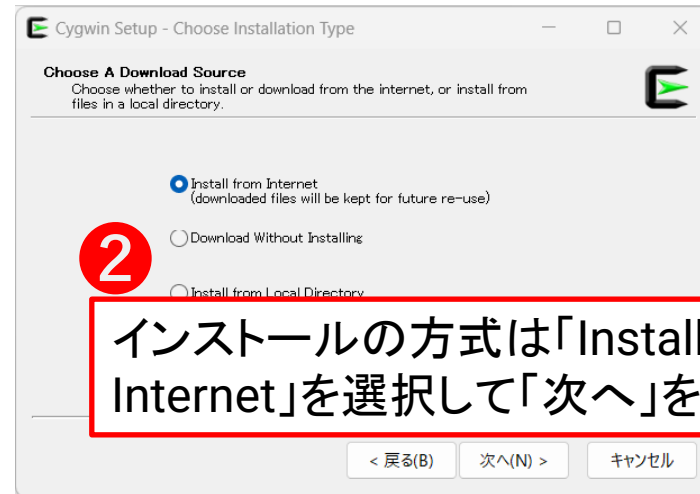 Cygwin Setup - Choose Installation Type
Choose A Download Source
Choose whether to install or download from the internet, or install from
files in a local directory.
Install from Internet
(downloaded files will be kept for future re-use)
Download Without Installing
2
Install from Local Directory
インストールの方式は「Install
Internet」を選択して「次へ」を
< 戻る(B)
次へ(N) >
キャンセル